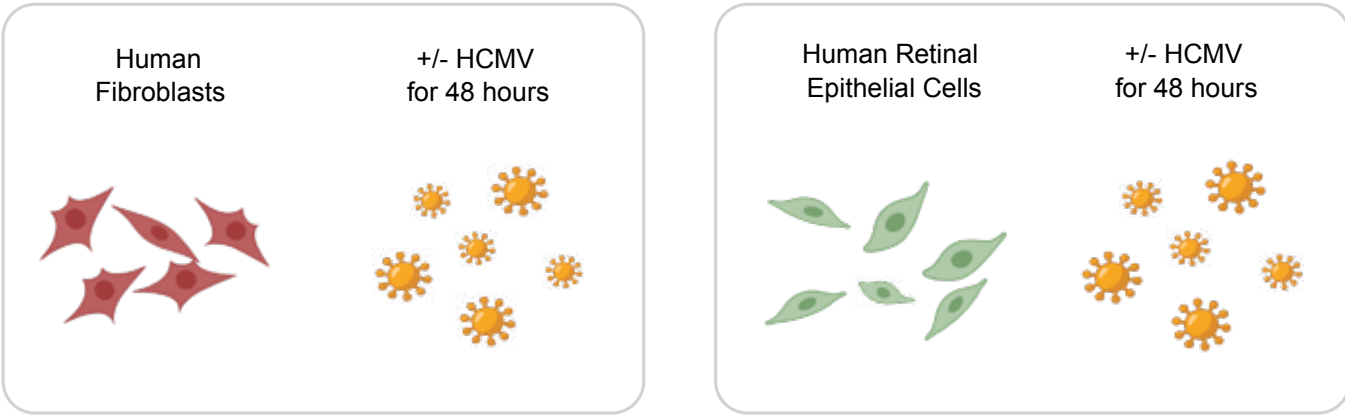 Human
Fibroblasts
+/- HCMV
for 48 hours
Human Retinal
Epithelial Cells
+/- HCMV
for 48 hours